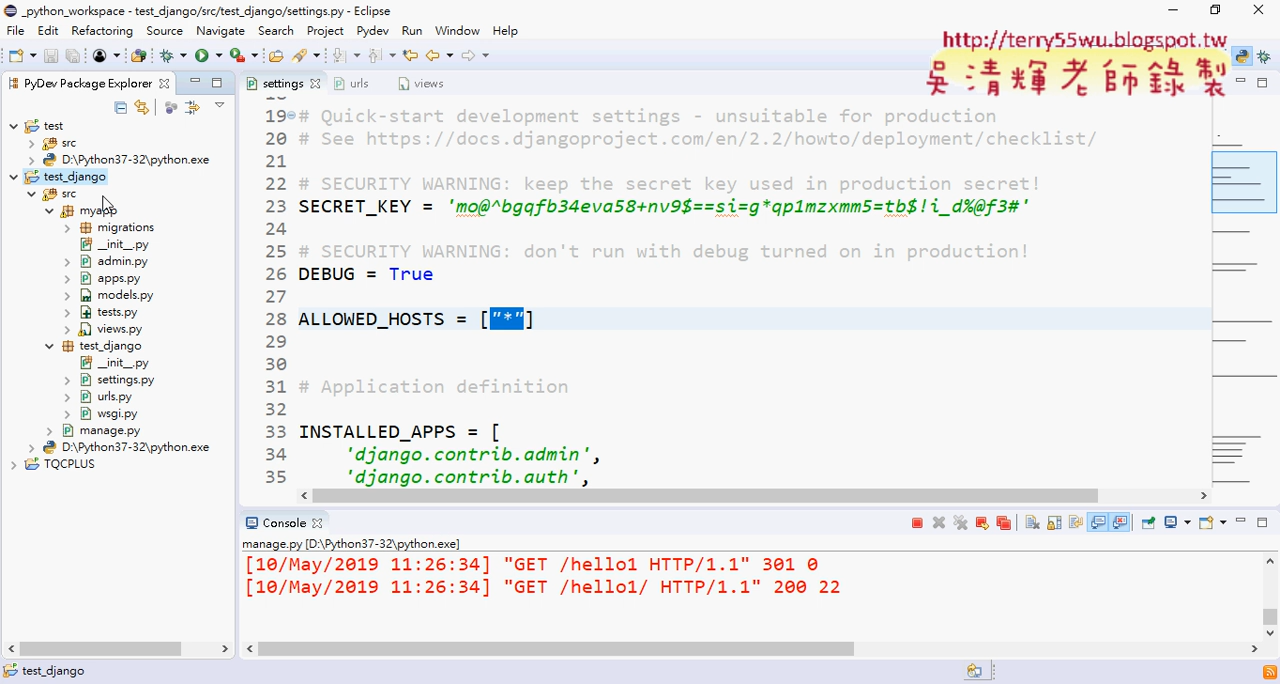 _python_workspace - test_django/src/test_django/settings.py - Eclipse
File Edit Refactoring Source Navigate Search Project Pydev Run Window Help
http://terry55wu.blogspot.tw
吳清輝老師錄製
PyDev Package Explorer
test
src
D:\Python37-32\python.exe
test_django
src
myapp
migrations
__init__.py
admin.py
apps.py
models.py
tests.py
views.py
test_django
__init__.py
settings.py
urls.py
wsgi.py
manage.py
D:\Python37-32\python.exe
TQCPLUS
settings urls views
19 # Quick-start development settings - unsuitable for production
20 # See https://docs.djangoproject.com/en/2.2/howto/deployment/checklist/
21
22 # SECURITY WARNING: keep the secret key used in production secret!
23 SECRET_KEY = 'mo@^bgqfb34eva58+nv9$==si=g*qp1mzxmm5=tb$!i_d%@f3#'
24
25 # SECURITY WARNING: don't run with debug turned on in production!
26 DEBUG = True
27
28 ALLOWED_HOSTS = ["*"]
29
30
31 # Application definition
32
33 INSTALLED_APPS = [
34     'django.contrib.admin',
35     'django.contrib.auth',
Console
manage.py [D:\Python37-32\python.exe]
[10/May/2019 11:26:34] "GET /hello1 HTTP/1.1" 301 0
[10/May/2019 11:26:34] "GET /hello1/ HTTP/1.1" 200 22
test_django